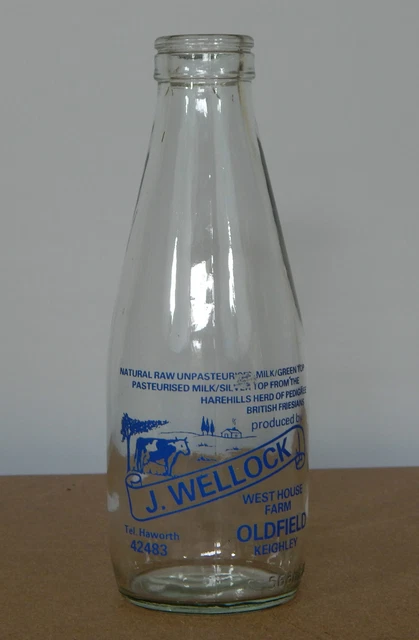 NATURAL RAW UNPASTEURISED MILK/GREEN TOP
PASTEURISED MILK/SILVER TOP FROM THE
HAREHILLS HERD OF PEDIGREE
BRITISH FRIESIANS
produced by
J. WELLOCK
WEST HOUSE
FARM
OLDFIELD
KEIGHLEY
Tel. Haworth
42483